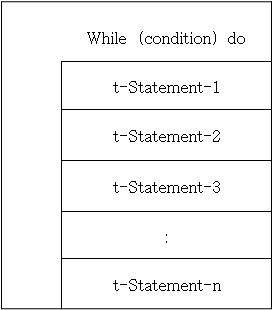 While (condition) do
t-Statement-1
t-Statement-2
t-Statement-3
:
t-Statement-n